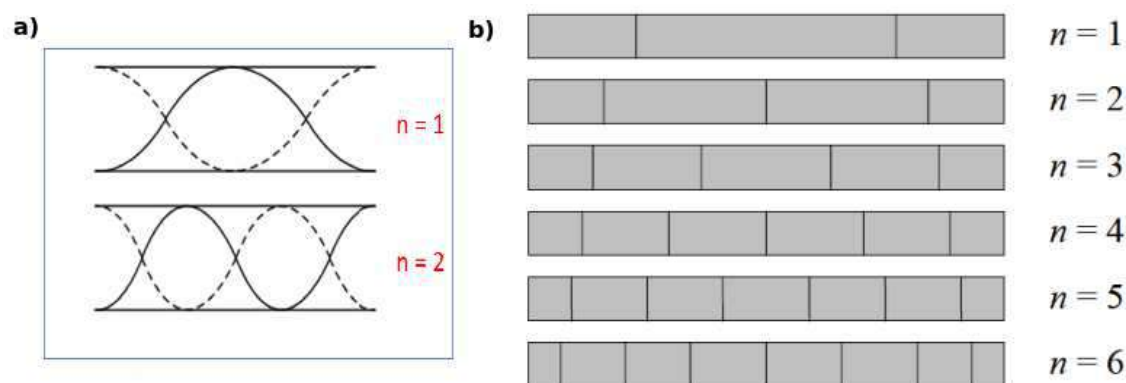 a)
n = 1
n = 2
b)
n = 1
n = 2
n = 3
n = 4
n = 5
n = 6